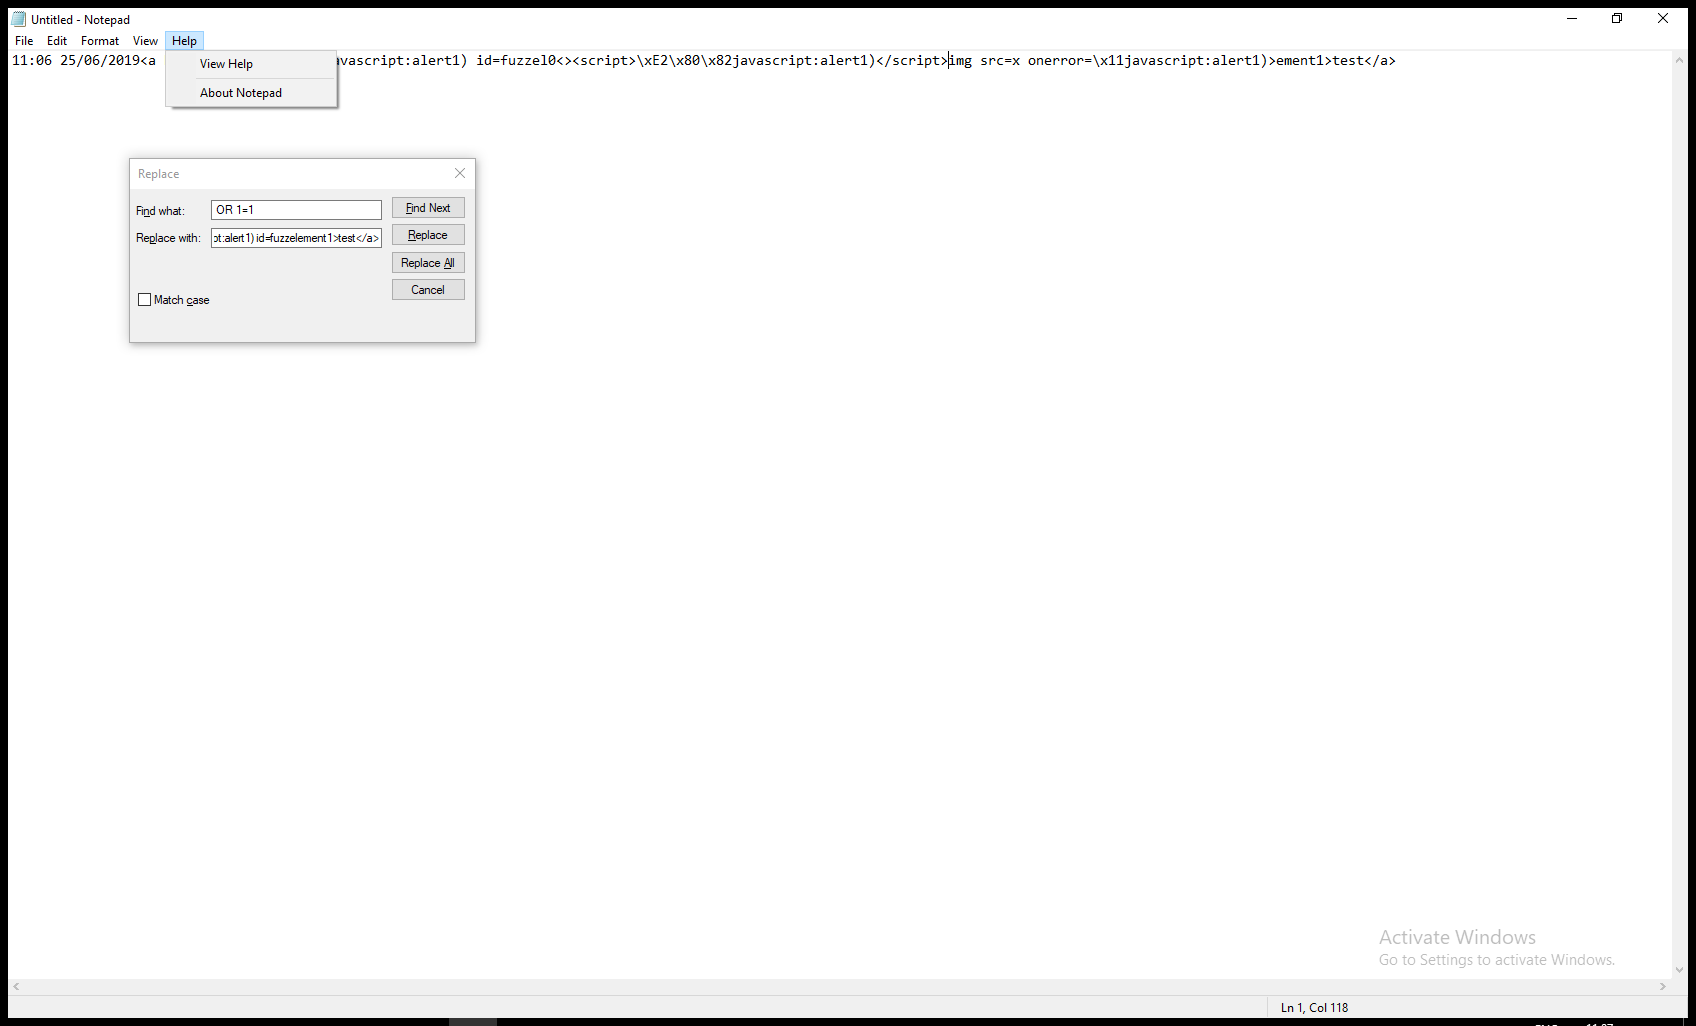 Untitled - Notepad
File Edit Format View Help
11:06 25/06/2019<a vascript:alert1) id=fuzzel0<><script>\xE2\x80\x82javascript:alert1)</script>img src=x onerror=\x11javascript:alert1)>ement1>test</a>
View Help
About Notepad
Replace
Find what: OR 1=1 Find Next
Replace with: ot:alert1) id=fuzzelement1>test</a> Replace
Replace All
Cancel
Match case
Activate Windows
Go to Settings to activate Windows.
Ln 1, Col 118